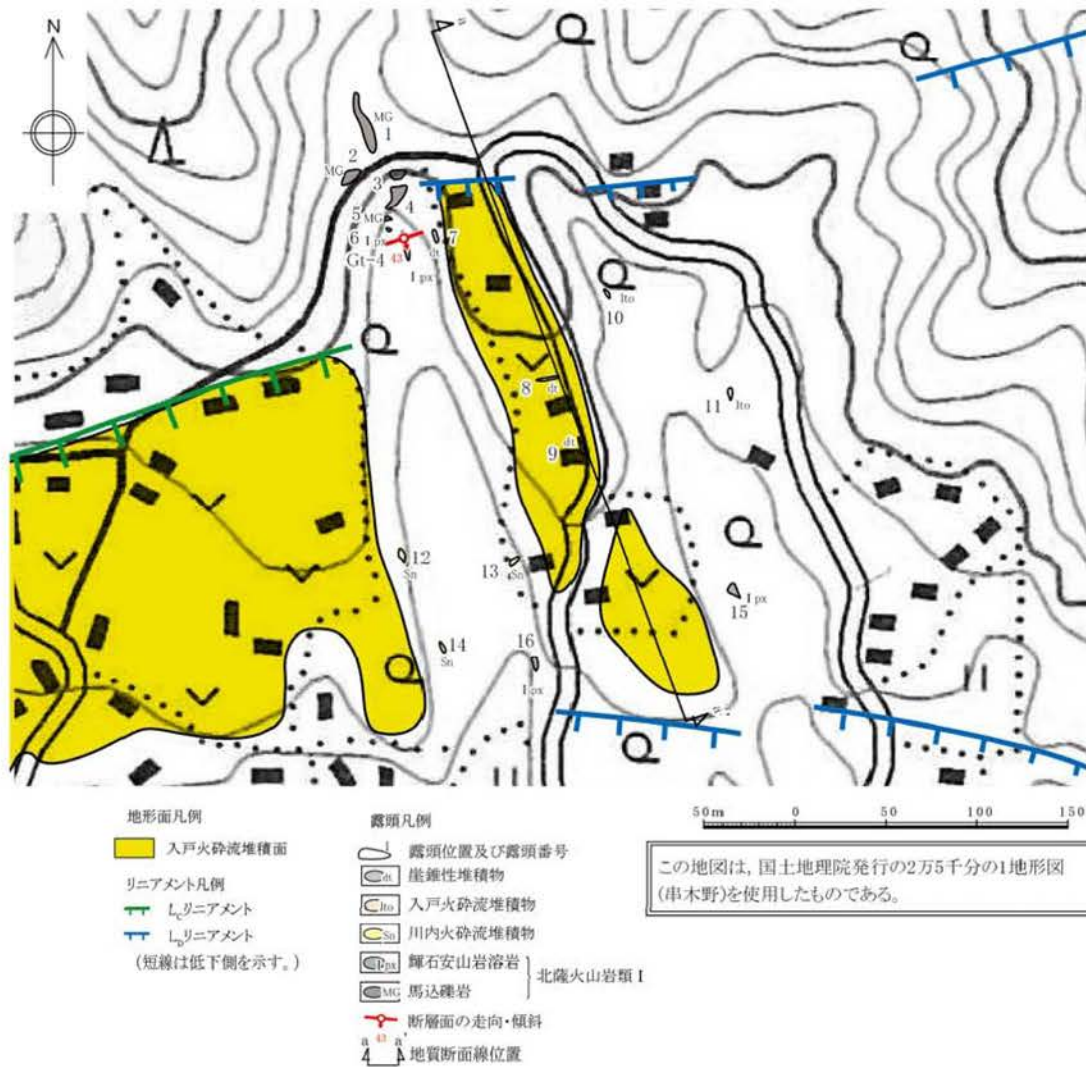 N
MG
1
2
MG
3
4
5
MG
6
I px
Gt-4
43
7
dt
I px
10
Ito
8
dt
11
Ito
9
dt
12
Sn
13
Sn
14
Sn
15
I px
16
I px
地形面凡例
入戸火砕流堆積面
リニアメント凡例
LCリニアメント
LDリニアメント
(短線は低下側を示す。)
露頭凡例
露頭位置及び露頭番号
dt 崖錐性堆積物
Ito 入戸火砕流堆積物
Sn 川内火砕流堆積物
I px 輝石安山岩溶岩
MG 馬込礫岩
北薩火山岩類 I
断層面の走向・傾斜
43
a a'
地質断面線位置
50m 0 50 100 150
この地図は, 国土地理院発行の2万5千分の1地形図
(串木野)を使用したものである。